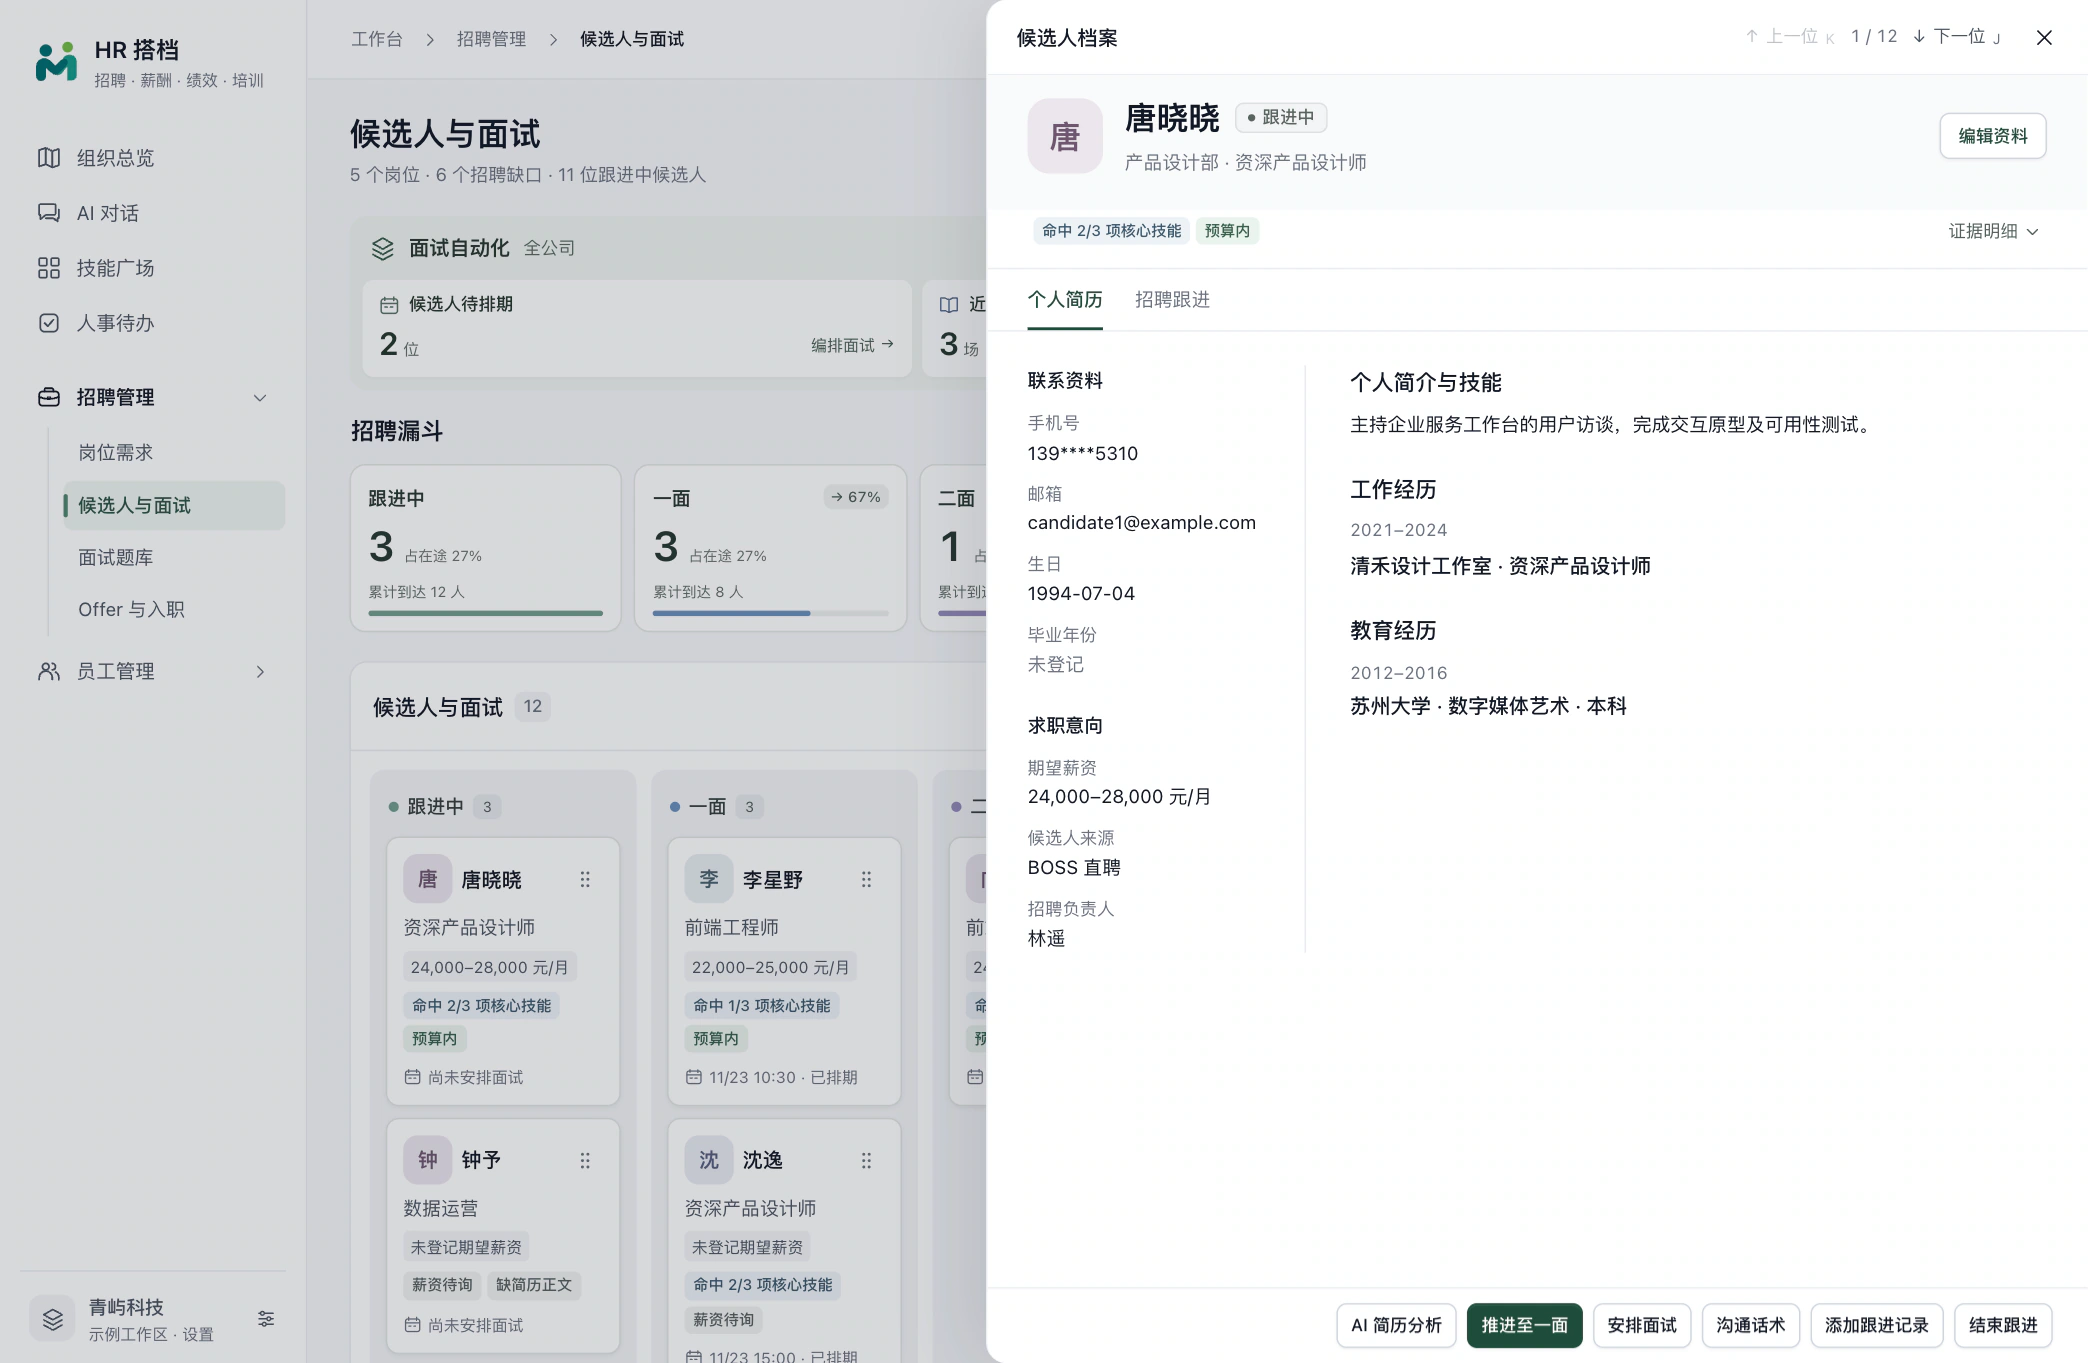 HR 搭档
招聘 · 薪酬 · 绩效 · 培训
组织总览
AI 对话
技能广场
人事待办
招聘管理
岗位需求
候选人与面试
面试题库
Offer 与入职
员工管理
青屿科技
示例工作区 · 设置
工作台 > 招聘管理 > 候选人与面试
候选人与面试
5 个岗位 · 6 个招聘缺口 · 11 位跟进中候选人
面试自动化 全公司
候选人待排期
2 位
编排面试 →
近
3 场
招聘漏斗
跟进中
3 占在途 27%
累计到达 12 人
一面 → 67%
3 占在途 27%
累计到达 8 人
二面
1 占
累计到达
候选人与面试 12
跟进中 3
唐 唐晓晓
资深产品设计师
24,000–28,000 元/月
命中 2/3 项核心技能
预算内
尚未安排面试
钟 钟予
数据运营
未登记期望薪资
薪资待询 缺简历正文
尚未安排面试
一面 3
李 李星野
前端工程师
22,000–25,000 元/月
命中 1/3 项核心技能
预算内
11/23 10:30 · 已排期
沈 沈逸
资深产品设计师
未登记期望薪资
命中 2/3 项核心技能
薪资待询
11/23 15:00 · 已排期
二
前
24
命
预
候选人档案
↑ 上一位 K 1 / 12 ↓ 下一位 J
唐 唐晓晓 跟进中
产品设计部 · 资深产品设计师
编辑资料
命中 2/3 项核心技能 预算内
证据明细
个人简历 招聘跟进
联系资料
手机号
139****5310
邮箱
candidate1@example.com
生日
1994-07-04
毕业年份
未登记
求职意向
期望薪资
24,000–28,000 元/月
候选人来源
BOSS 直聘
招聘负责人
林遥
个人简介与技能
主持企业服务工作台的用户访谈，完成交互原型及可用性测试。
工作经历
2021–2024
清禾设计工作室 · 资深产品设计师
教育经历
2012–2016
苏州大学 · 数字媒体艺术 · 本科
AI 简历分析 推进至一面 安排面试 沟通话术 添加跟进记录 结束跟进